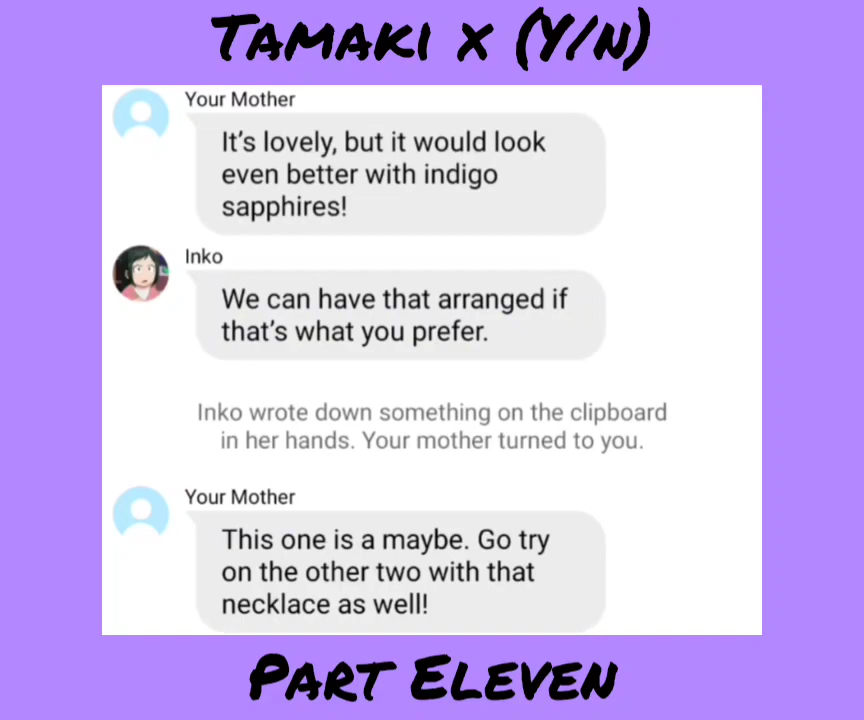 Tamaki x (Y/n)
Your Mother
It's lovely, but it would look
even better with indigo
sapphires!
Inko
We can have that arranged if
that's what you prefer.
Inko wrote down something on the clipboard
in her hands. Your mother turned to you.
Your Mother
This one is a maybe. Go try
on the other two with that
necklace as well!
Part Eleven